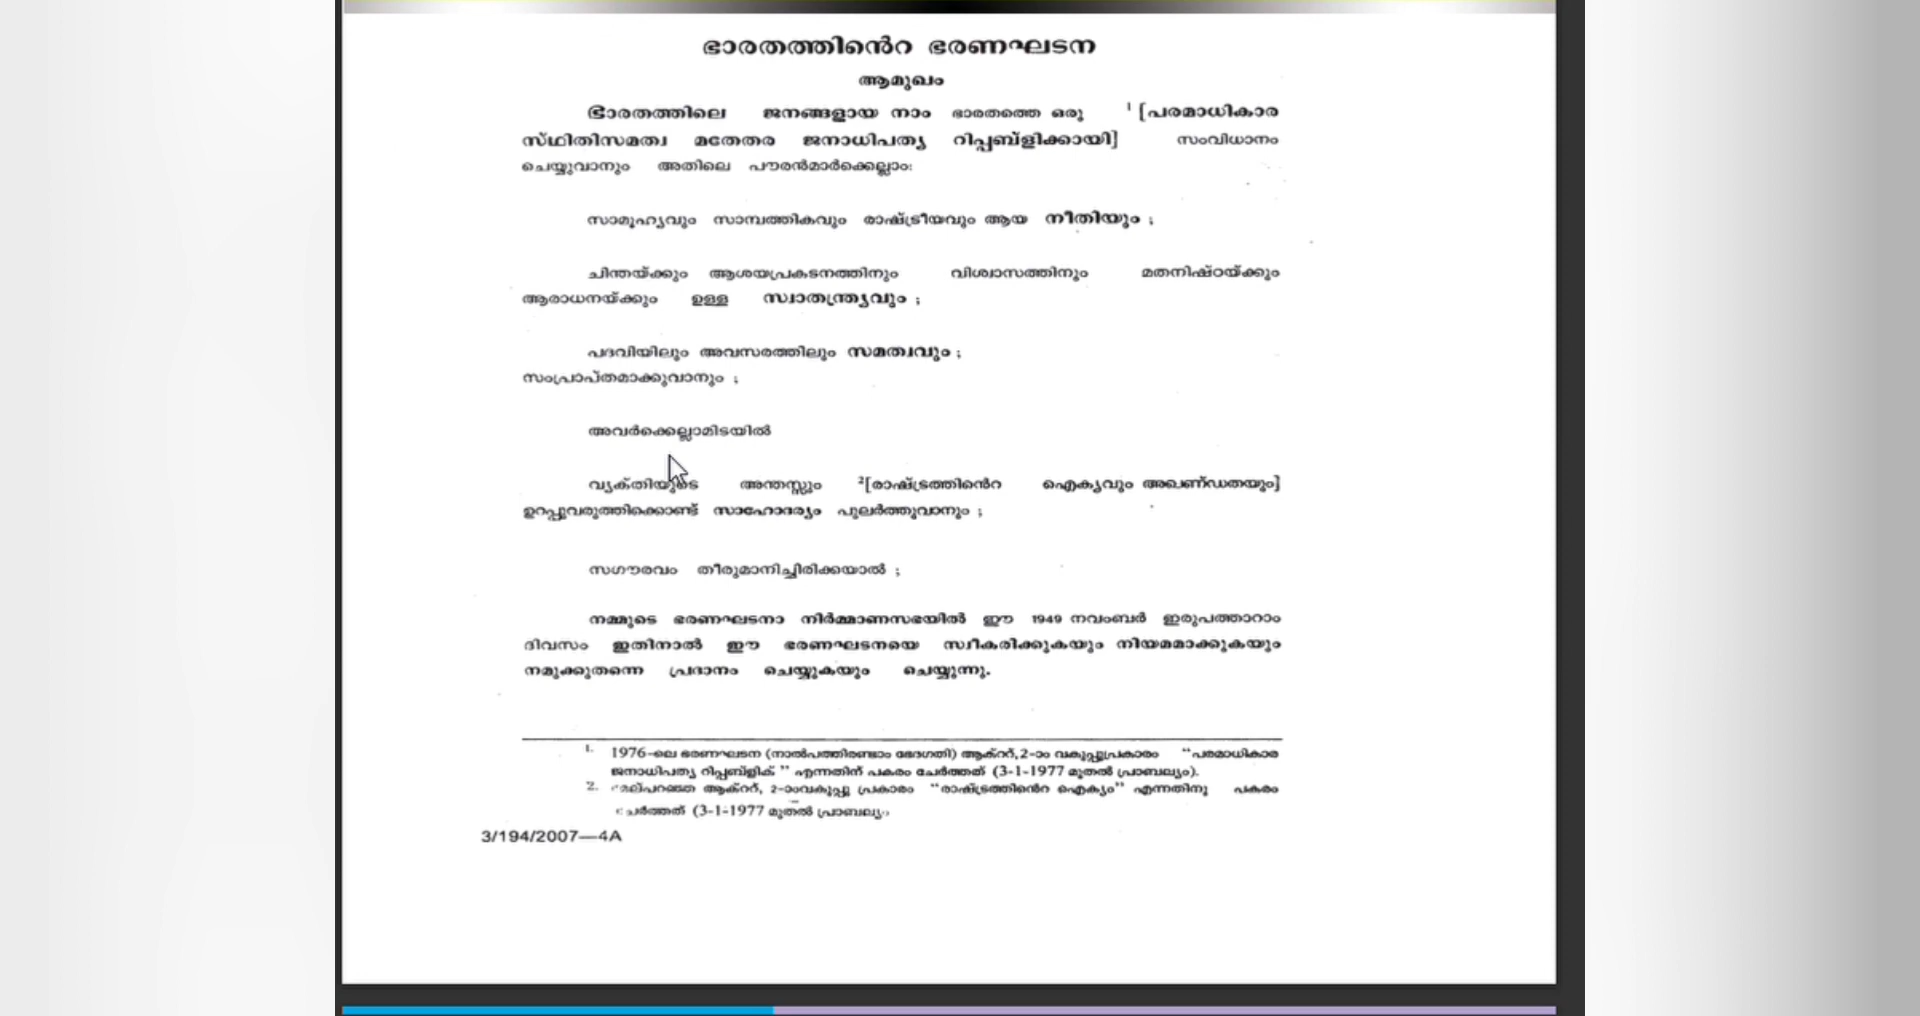 ഭാരതത്തിൻെറ ഭരണഘടന
ആമുഖം
ഭാരതത്തിലെ ജനങ്ങളായ നാം ഭാരതത്തെ ഒരു ¹[പരമാധികാര
സ്ഥിതിസമത്വ മതേതര ജനാധിപത്യ റിപ്പബ്ളിക്കായി] സംവിധാനം
ചെയ്യുവാനും അതിലെ പൗരൻമാർക്കെല്ലാം:
സാമൂഹ്യവും സാമ്പത്തികവും രാഷ്ട്രീയവും ആയ നീതിയും ;
ചിന്തയ്ക്കും ആശയപ്രകടനത്തിനും വിശ്വാസത്തിനും മതനിഷ്ഠയ്ക്കും
ആരാധനയ്ക്കും ഉള്ള സ്വാതന്ത്ര്യവും ;
പദവിയിലും അവസരത്തിലും സമത്വവും ;
സംപ്രാപ്തമാക്കുവാനും ;
അവർക്കെല്ലാമിടയിൽ
വ്യക്തിയുടെ അന്തസ്സും ²[രാഷ്ട്രത്തിൻെറ ഐക്യവും അഖണ്ഡതയും]
ഉറപ്പുവരുത്തിക്കൊണ്ട് സാഹോദര്യം പുലർത്തുവാനും ;
സഗൗരവം തീരുമാനിച്ചിരിക്കയാൽ ;
നമ്മുടെ ഭരണഘടനാ നിർമ്മാണസഭയിൽ ഈ 1949 നവംബർ ഇരുപത്താറാം
ദിവസം ഇതിനാൽ ഈ ഭരണഘടനയെ സ്വീകരിക്കുകയും നിയമമാക്കുകയും
നമുക്കുതന്നെ പ്രദാനം ചെയ്യുകയും ചെയ്യുന്നു.
1. 1976-ലെ ഭരണഘടന (നാൽപത്തിരണ്ടാം ഭേദഗതി) ആക്ററ്,2-ാം വകുപ്പുപ്രകാരം “പരമാധികാര
ജനാധിപത്യ റിപ്പബ്ളിക് ” എന്നതിന് പകരം ചേർത്തത് (3-1-1977 മുതൽ പ്രാബല്യം).
2. മേല്പറഞ്ഞ ആക്ററ്, 2-ാംവകുപ്പു പ്രകാരം “രാഷ്ട്രത്തിൻെറ ഐക്യം” എന്നതിനു പകരം
ചേർത്തത് (3-1-1977 മുതൽ
3/194/2007—4A